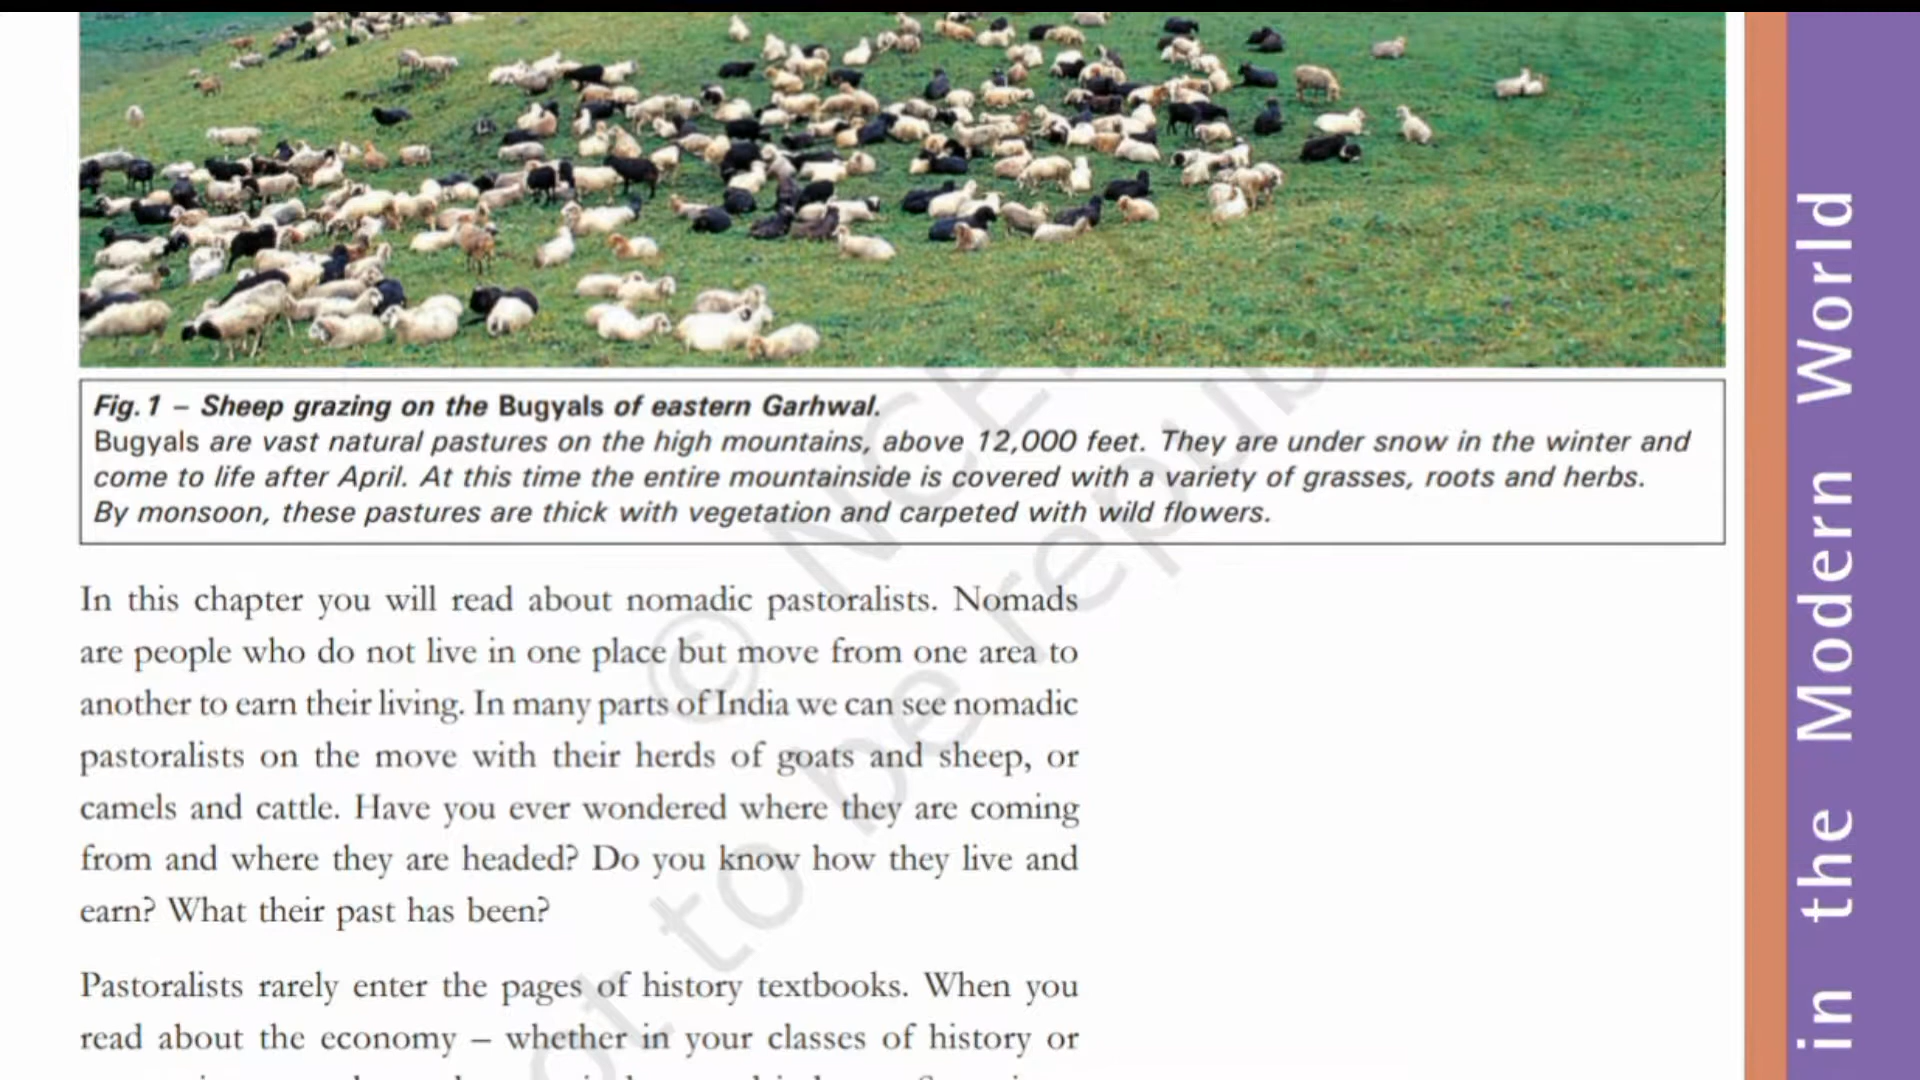 Fig. 1 – Sheep grazing on the Bugyals of eastern Garhwal.
Bugyals are vast natural pastures on the high mountains, above 12,000 feet. They are under snow in the winter and
come to life after April. At this time the entire mountainside is covered with a variety of grasses, roots and herbs.
By monsoon, these pastures are thick with vegetation and carpeted with wild flowers.
In this chapter you will read about nomadic pastoralists. Nomads
are people who do not live in one place but move from one area to
another to earn their living. In many parts of India we can see nomadic
pastoralists on the move with their herds of goats and sheep, or
camels and cattle. Have you ever wondered where they are coming
from and where they are headed? Do you know how they live and
earn? What their past has been?
Pastoralists rarely enter the pages of history textbooks. When you
read about the economy – whether in your classes of history or
in the Modern World
© NCE
to be repub